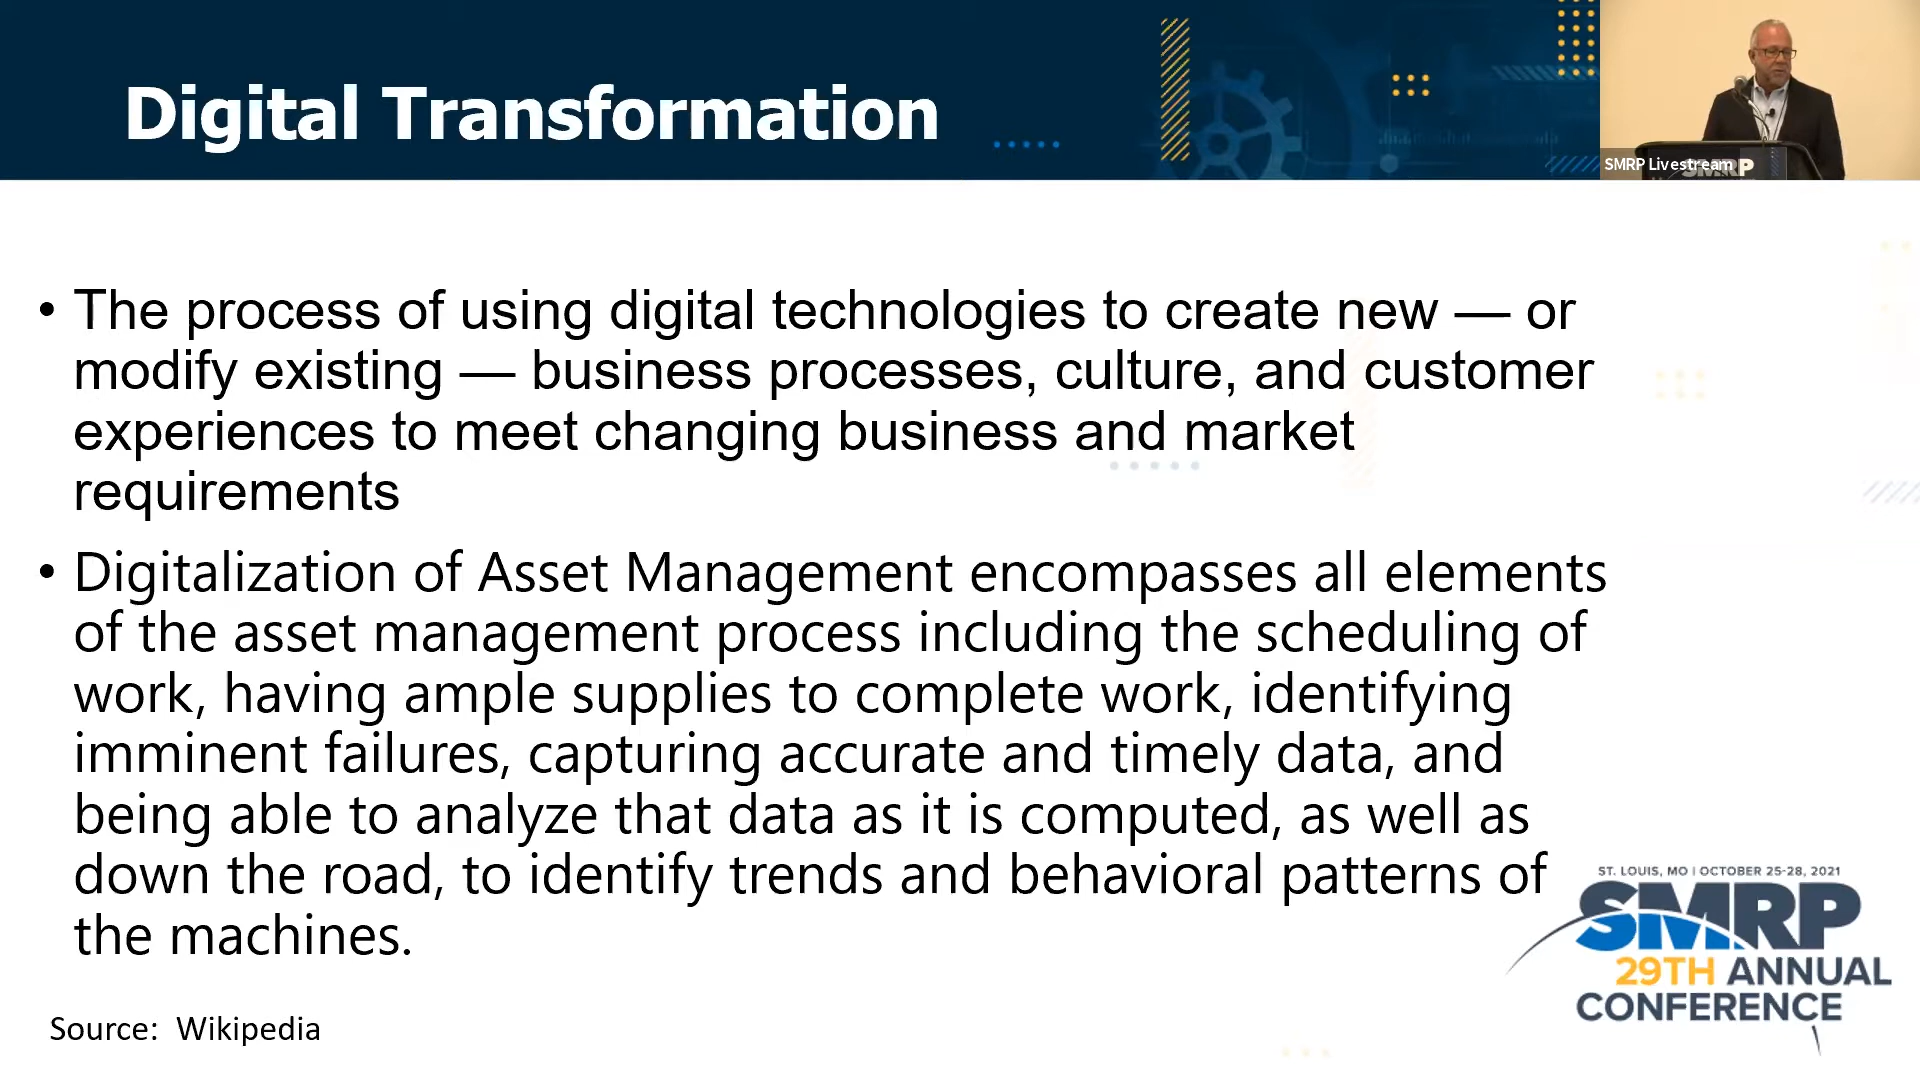 Digital Transformation
SMRP Livestream
SMRP
• The process of using digital technologies to create new — or
modify existing — business processes, culture, and customer
experiences to meet changing business and market
requirements
• Digitalization of Asset Management encompasses all elements
of the asset management process including the scheduling of
work, having ample supplies to complete work, identifying
imminent failures, capturing accurate and timely data, and
being able to analyze that data as it is computed, as well as
down the road, to identify trends and behavioral patterns of
the machines.
ST. LOUIS, MO | OCTOBER 25-28, 2021
SMRP
29TH ANNUAL
CONFERENCE
Source: Wikipedia